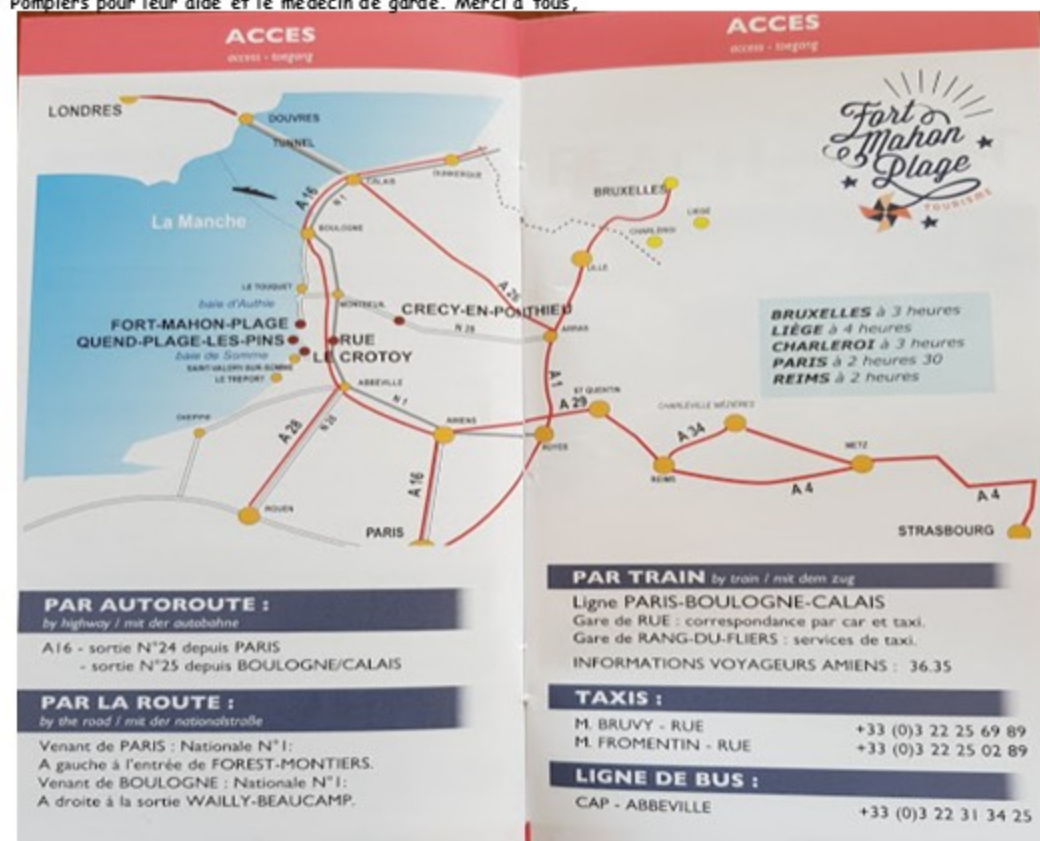 Pompiers pour leur aide et le médecin de garde. Merci à tous,
ACCES
access - toegang
LONDRES
DOUVRES
TUNNEL
DUNKERQUE
CALAIS
A 16
N 1
La Manche
BOULOGNE
LE TOUQUET
MONTREUIL
baie d'Authie
CRECY-EN-PONTHIEU
FORT-MAHON-PLAGE
QUEND-PLAGE-LES-PINS
RUE
baie de Somme
LE CROTOY
SAINT-VALERY-SUR-SOMME
LE TREPORT
ABBEVILLE
DIEPPE
N 1
A 28
N 28
AMIENS
A 16
ROUEN
PARIS
PAR AUTOROUTE :
by highway / mit der autobahne
A16 - sortie N°24 depuis PARIS
- sortie N°25 depuis BOULOGNE/CALAIS
PAR LA ROUTE :
by the road / mit der nationalstraße
Venant de PARIS : Nationale N°1:
A gauche à l'entrée de FOREST-MONTIERS.
Venant de BOULOGNE : Nationale N°1:
A droite à la sortie WAILLY-BEAUCAMP.
ACCES
access - toegang
Fort
Mahon
Plage
TOURISME
BRUXELLES
LIEGE
CHARLEROI
LILLE
A 26
N 28
ARRAS
A 1
BRUXELLES à 3 heures
LIÈGE à 4 heures
CHARLEROI à 3 heures
PARIS à 2 heures 30
REIMS à 2 heures
ST QUENTIN
A 29
CHARLEVILLE MEZIERES
ROYES
A 34
METZ
REIMS
A 4
A 4
STRASBOURG
PAR TRAIN by train / mit dem zug
Ligne PARIS-BOULOGNE-CALAIS
Gare de RUE : correspondance par car et taxi.
Gare de RANG-DU-FLIERS : services de taxi.
INFORMATIONS VOYAGEURS AMIENS : 36.35
TAXIS :
M. BRUVY - RUE +33 (0)3 22 25 69 89
M. FROMENTIN - RUE +33 (0)3 22 25 02 89
LIGNE DE BUS :
CAP - ABBEVILLE +33 (0)3 22 31 34 25